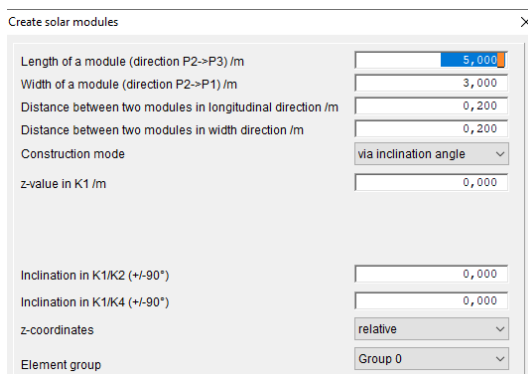 Create solar modules
Length of a module (direction P2->P3) /m 5,000
Width of a module (direction P2->P1) /m 3,000
Distance between two modules in longitudinal direction /m 0,200
Distance between two modules in width direction /m 0,200
Construction mode via inclination angle
z-value in K1 /m 0,000
Inclination in K1/K2 (+/-90°) 0,000
Inclination in K1/K4 (+/-90°) 0,000
z-coordinates relative
Element group Group 0